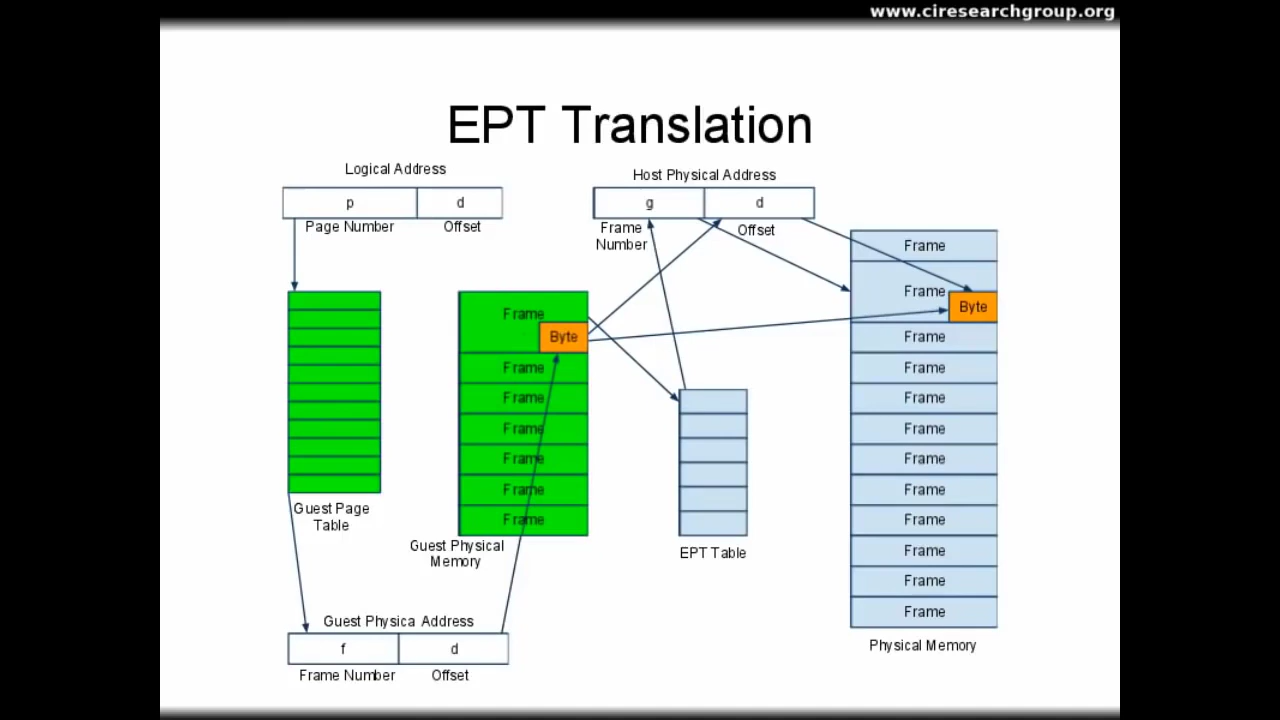 www.ciresearchgroup.org
EPT Translation
Logical Address
p
d
Page Number
Offset
Host Physical Address
g
d
Frame
Number
Offset
Guest Page
Table
Frame
Byte
Frame
Frame
Frame
Frame
Frame
Frame
Guest Physical
Memory
EPT Table
Frame
Frame
Byte
Frame
Frame
Frame
Frame
Frame
Frame
Frame
Frame
Frame
Frame
Physical Memory
Guest Physica Address
f
d
Frame Number
Offset